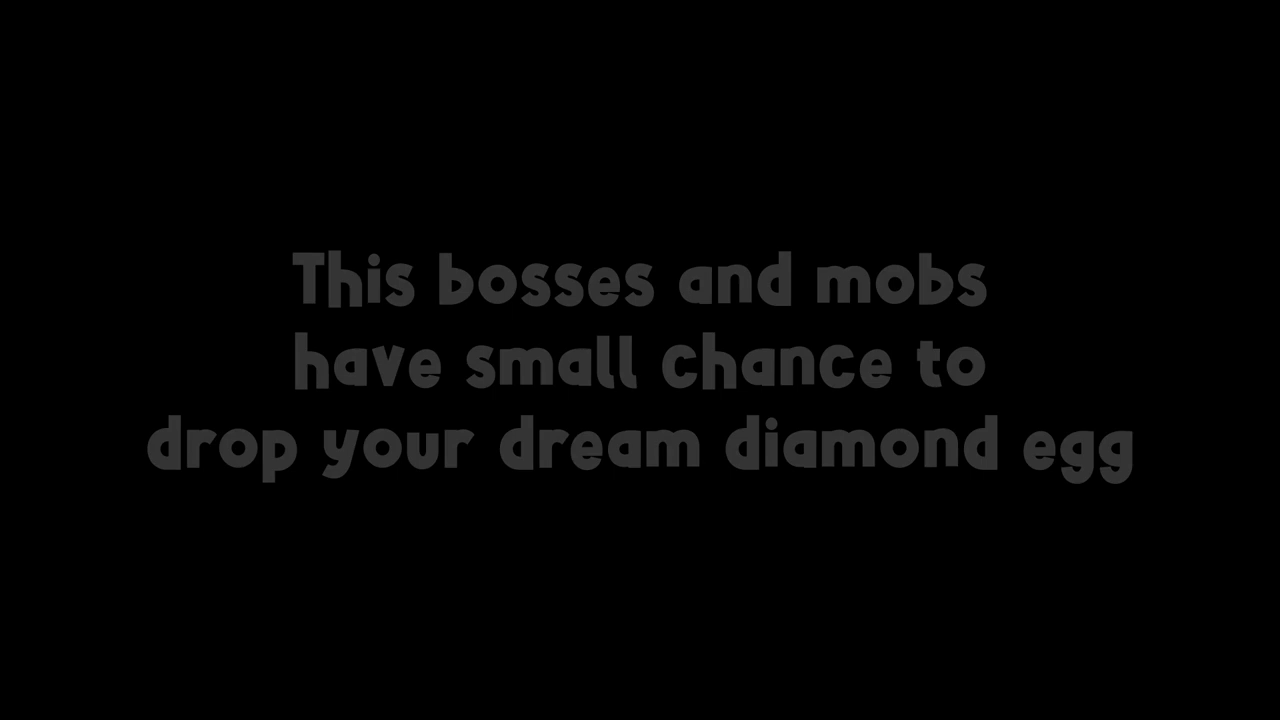 This bosses and mobs
have small chance to
drop your dream diamond egg